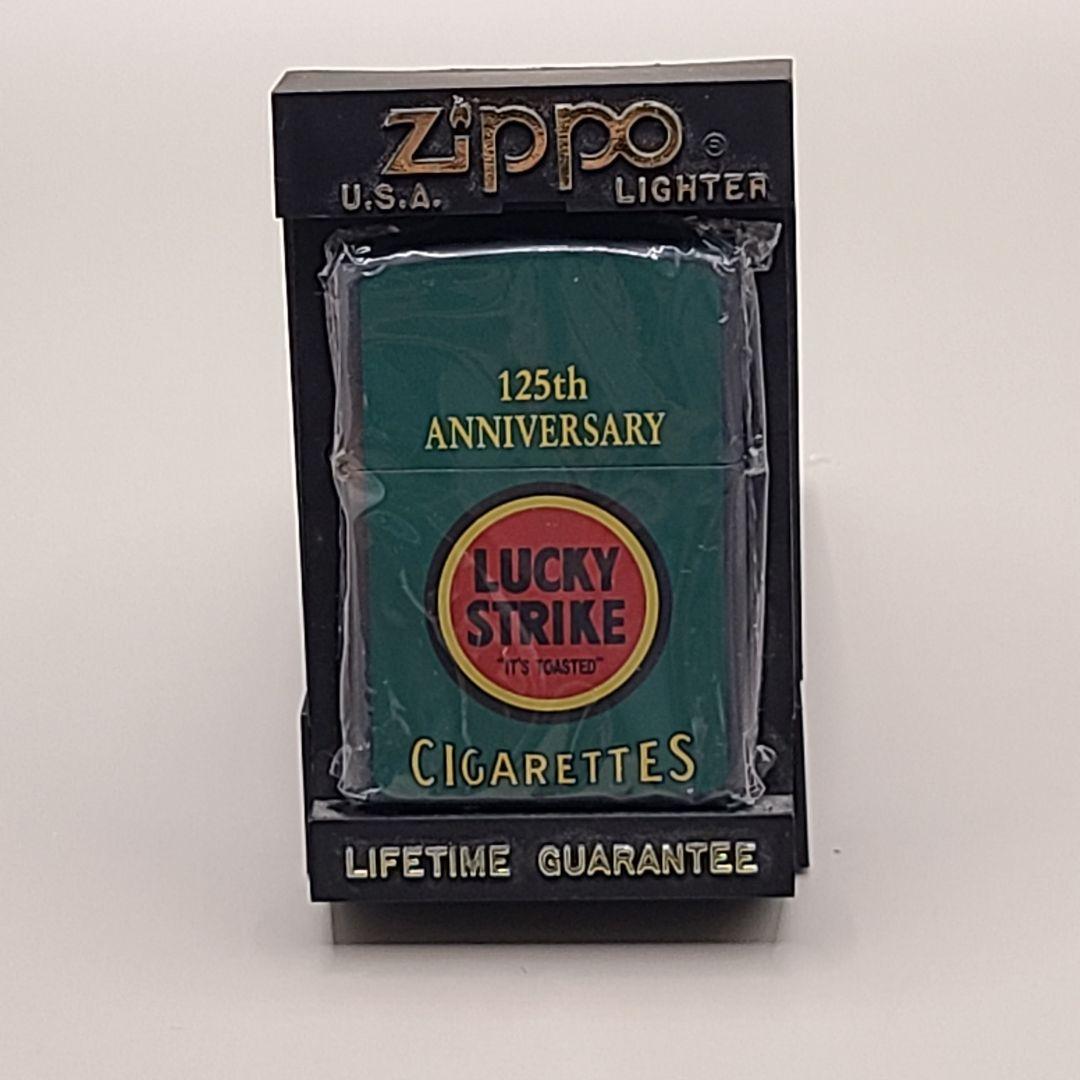 Zippo ®
U.S.A. LIGHTER
125th
ANNIVERSARY
LUCKY
STRIKE
"IT'S TOASTED"
CIGARETTES
LIFETIME GUARANTEE